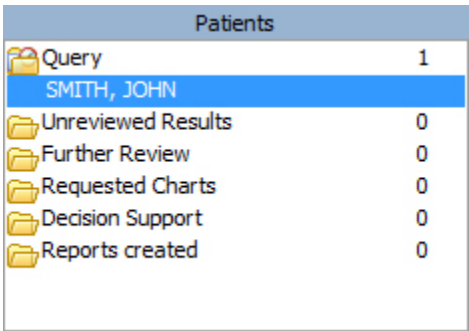 Patients
Query 1
SMITH, JOHN
Unreviewed Results 0
Further Review 0
Requested Charts 0
Decision Support 0
Reports created 0